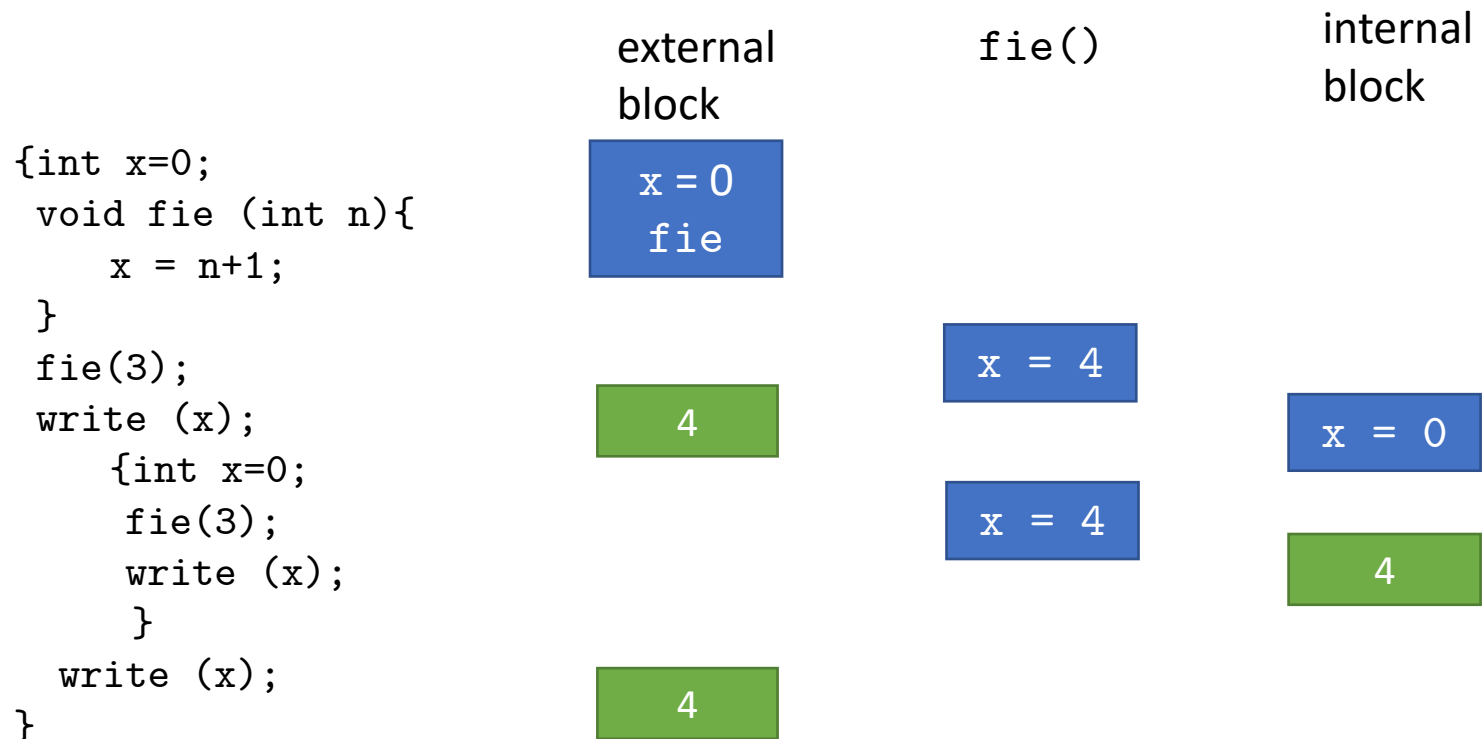 external
block
fie()
internal
block
{int x=0;
void fie (int n){
x = n+1;
}
fie(3);
write (x);
{int x=0;
fie(3);
write (x);
}
write (x);
}
x = 0
fie
x = 4
4
x = 0
x = 4
4
4